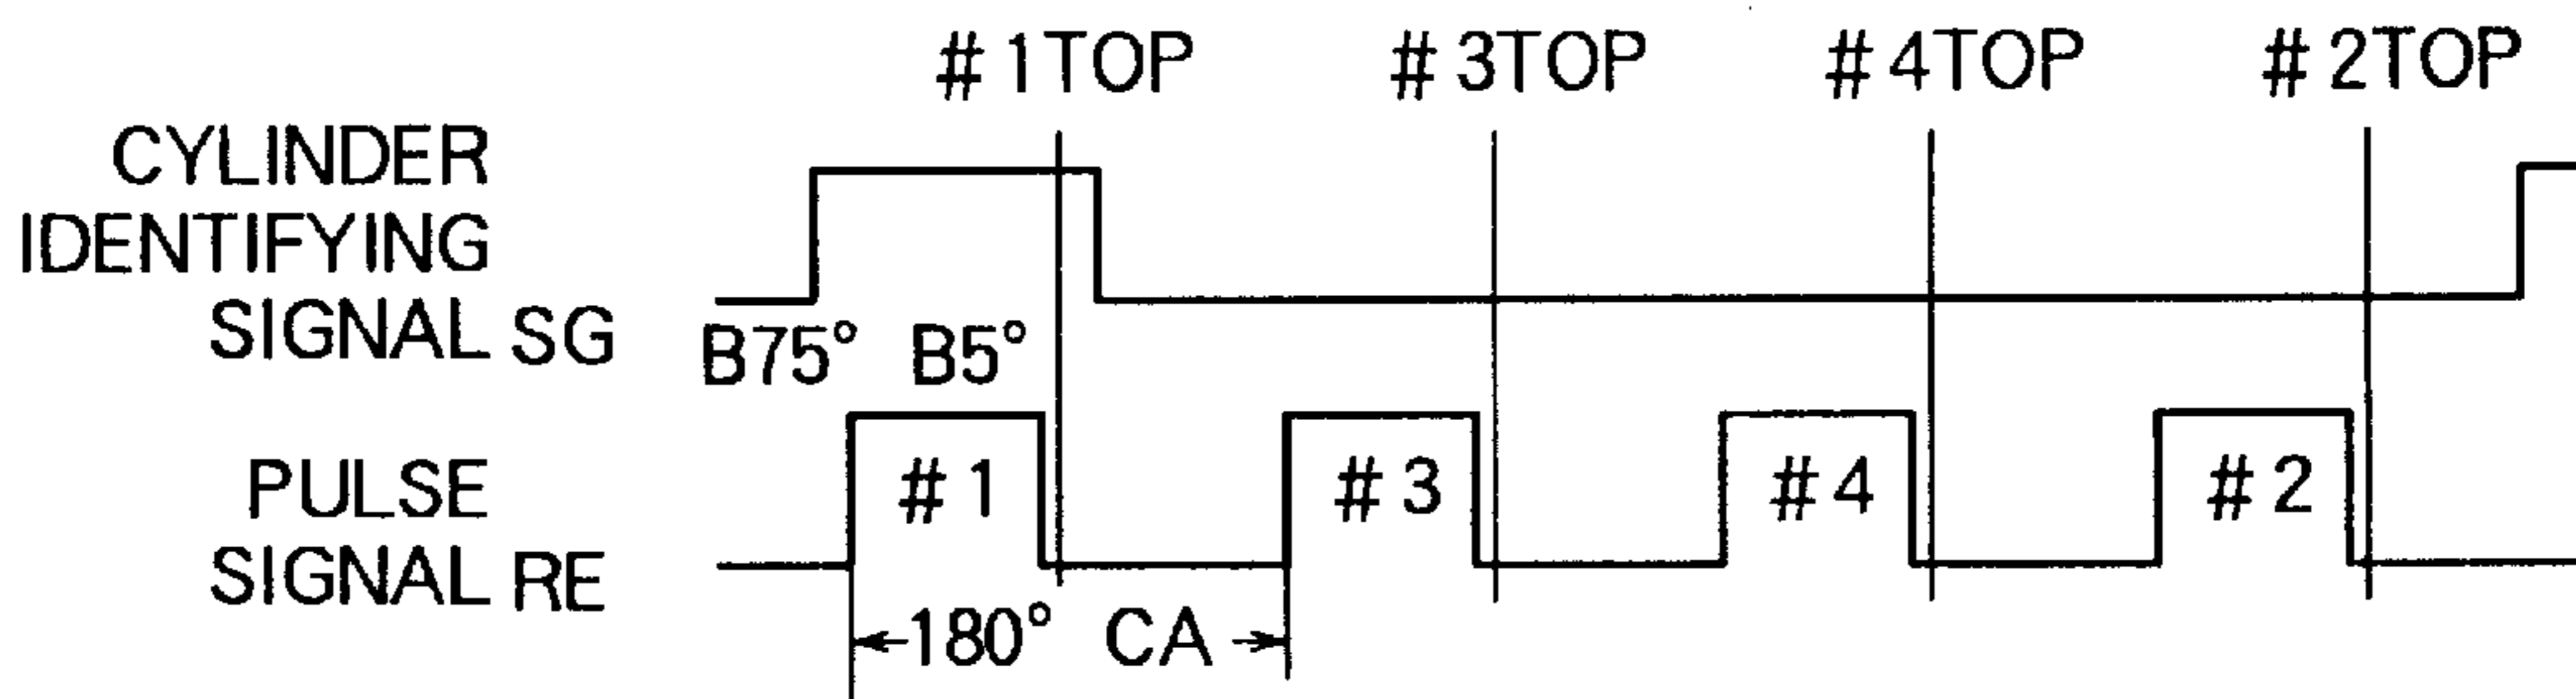 # 1TOP # 3TOP # 4TOP # 2TOP
CYLINDER
IDENTIFYING
SIGNAL SG
B75° B5°
PULSE
SIGNAL RE
# 1 # 3 # 4 # 2
180° CA